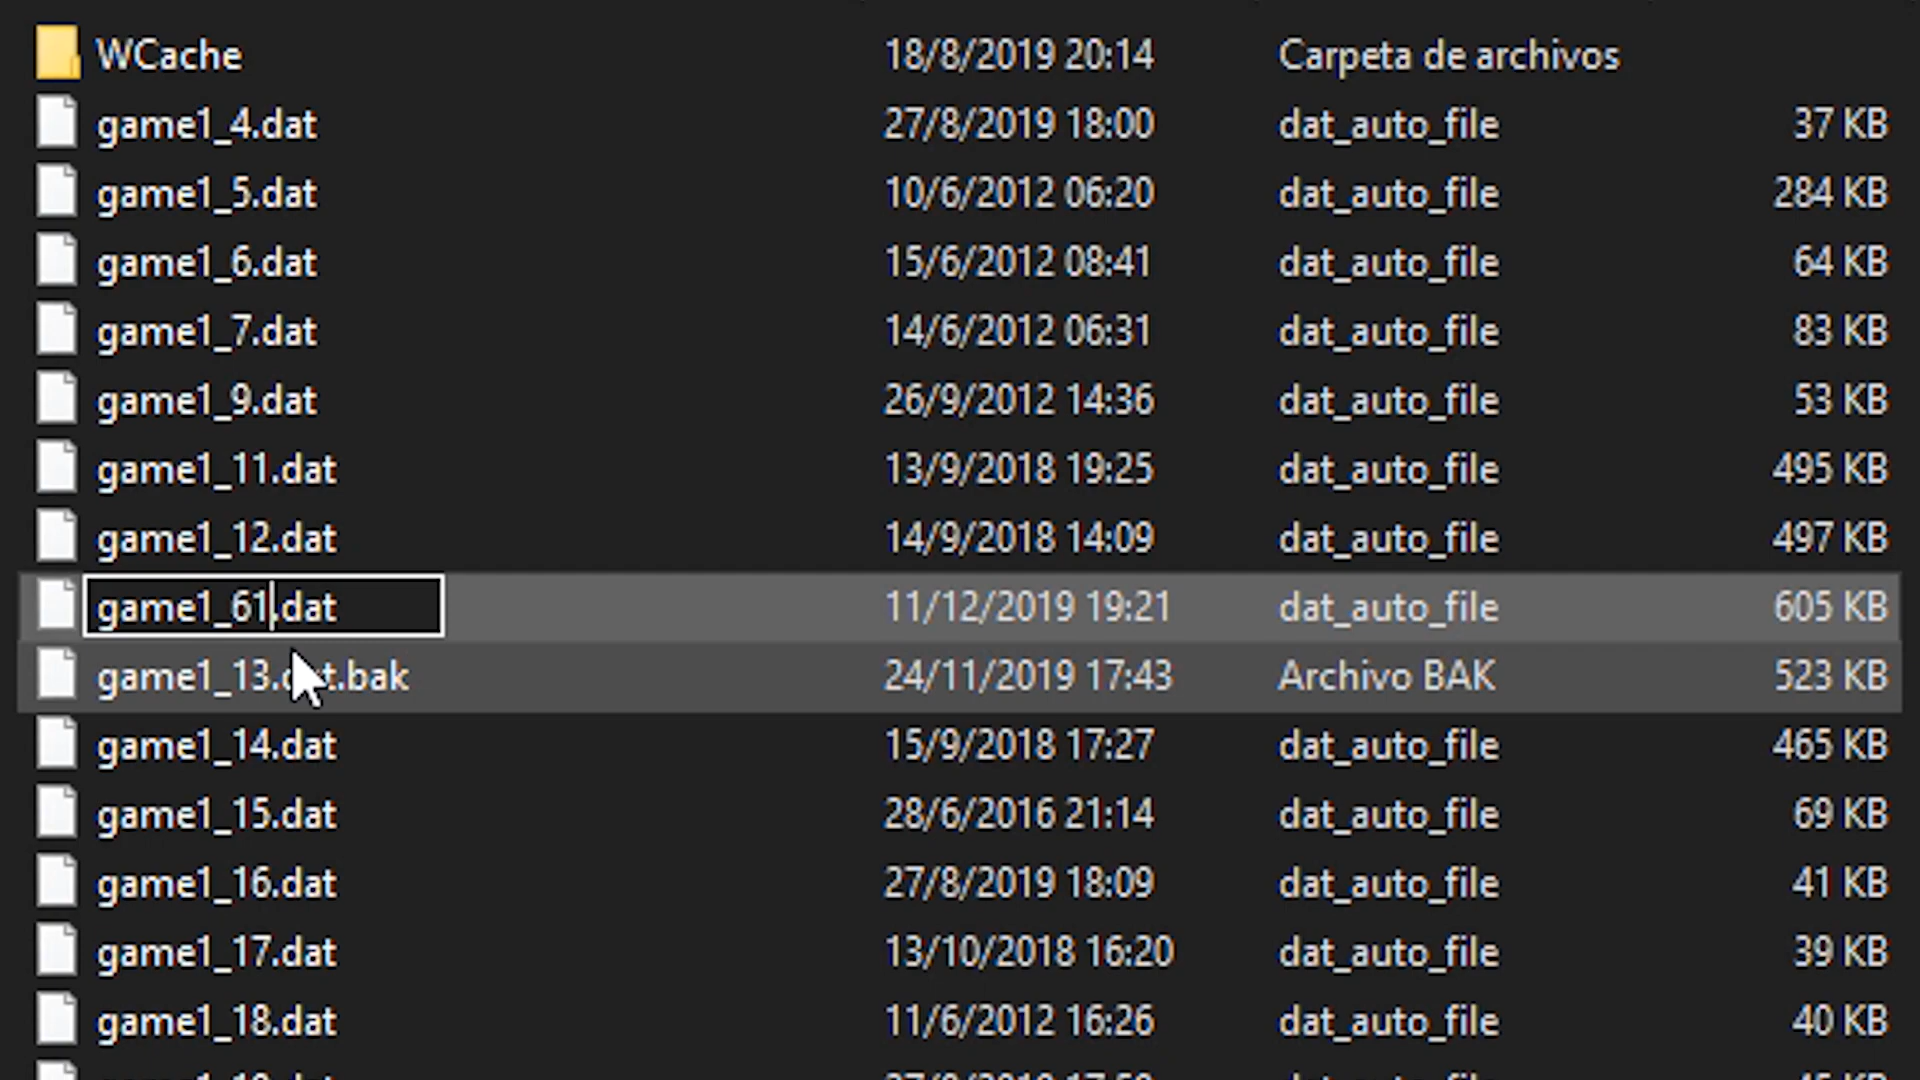 WCache 18/8/2019 20:14 Carpeta de archivos
game1_4.dat 27/8/2019 18:00 dat_auto_file 37 KB
game1_5.dat 10/6/2012 06:20 dat_auto_file 284 KB
game1_6.dat 15/6/2012 08:41 dat_auto_file 64 KB
game1_7.dat 14/6/2012 06:31 dat_auto_file 83 KB
game1_9.dat 26/9/2012 14:36 dat_auto_file 53 KB
game1_11.dat 13/9/2018 19:25 dat_auto_file 495 KB
game1_12.dat 14/9/2018 14:09 dat_auto_file 497 KB
game1_61.dat 11/12/2019 19:21 dat_auto_file 605 KB
game1_13.dat.bak 24/11/2019 17:43 Archivo BAK 523 KB
game1_14.dat 15/9/2018 17:27 dat_auto_file 465 KB
game1_15.dat 28/6/2016 21:14 dat_auto_file 69 KB
game1_16.dat 27/8/2019 18:09 dat_auto_file 41 KB
game1_17.dat 13/10/2018 16:20 dat_auto_file 39 KB
game1_18.dat 11/6/2012 16:26 dat_auto_file 40 KB